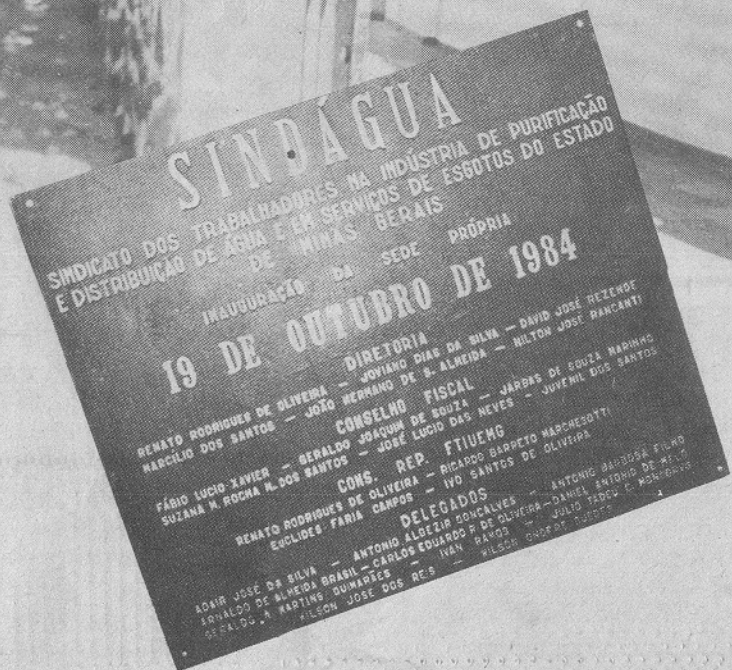 SINDÁGUA
SINDICATO DOS TRABALHADORES NA INDÚSTRIA DE PURIFICAÇÃO
E DISTRIBUIÇÃO DE ÁGUA E EM SERVIÇOS DE ESGOTOS DO ESTADO
DE MINAS GERAIS
INAUGURAÇÃO DA SEDE PRÓPRIA
19 DE OUTUBRO DE 1984
DIRETORIA
RENATO RODRIGUES DE OLIVEIRA — JOVIANO DIAS DA SILVA — DAVID JOSÉ REZENDE
MARCÍLIO DOS SANTOS — JOÃO HERMANO DE S. ALMEIDA — NILTON JOSÉ RANCANTI
CONSELHO FISCAL
FÁBIO LUCIO XAVIER — GERALDO JOAQUIM DE SOUZA — JARBAS DE SOUZA MARINHO
SUZANA M. ROCHA N. DOS SANTOS — JOSÉ LUCIO DAS NEVES — JUVENIL DOS SANTOS
CONS. REP. FTIUEMG
RENATO RODRIGUES DE OLIVEIRA — RICARDO BARRETO MARCHESOTTI
EUCLIDES FARIA CAMPOS — IVO SANTOS DE OLIVEIRA
DELEGADOS
ADAIR JOSÉ DA SILVA — ANTONIO ALBEZIR GONÇALVES — ANTONIO BARBOSA FILHO
ARNALDO DE ALMEIDA BRASIL — CARLOS EDUARDO R. DE OLIVEIRA — DANIEL ANTONIO DE MELO
GERALDO M. MARTINS GUIMARÃES — IVAN RAMOS — JULIO TADEU C.
WILSON JOSÉ DOS REIS — WILSON